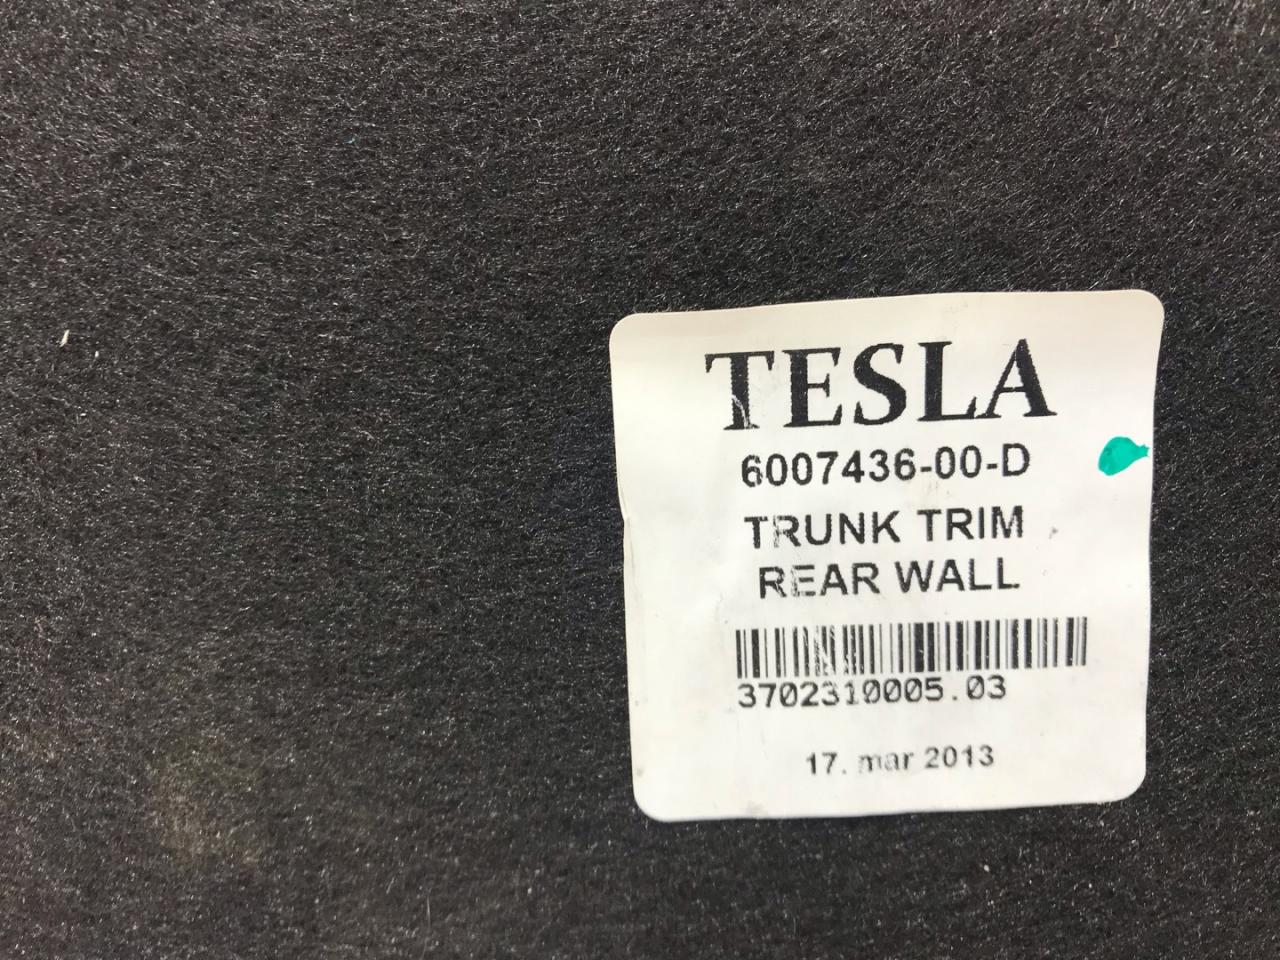 TESLA
6007436-00-D
TRUNK TRIM
REAR WALL
3702310005.03
17. mar 2013